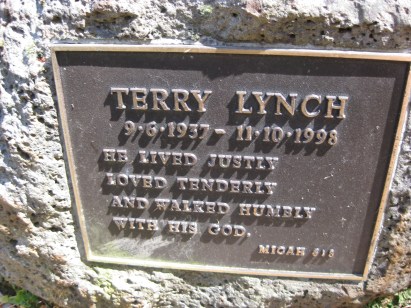 TERRY LYNCH
9·6·1937 - 11·10·1998
HE LIVED JUSTLY
LOVED TENDERLY
AND WALKED HUMBLY
WITH HIS GOD.
MICAH 6:8